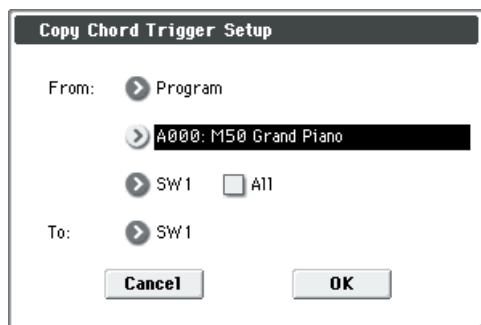 Copy Chord Trigger Setup
From: Program
A000: M50 Grand Piano
SW1 All
To: SW1
Cancel OK